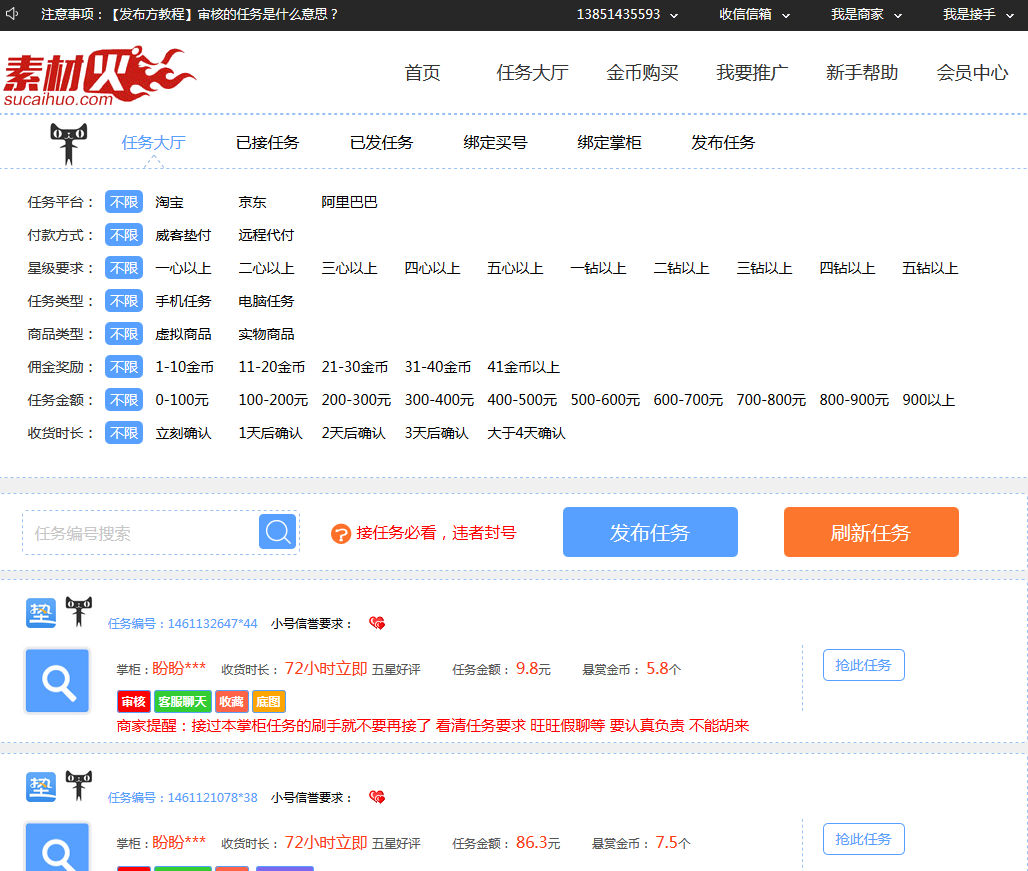 注意事项：【发布方教程】审核的任务是什么意思？ 13851435593 收信信箱 我是商家 我是接手
素材火 sucaihuo.com
首页 任务大厅 金币购买 我要推广 新手帮助 会员中心
任务大厅 已接任务 已发任务 绑定买号 绑定掌柜 发布任务
任务平台： 不限 淘宝 京东 阿里巴巴
付款方式： 不限 威客垫付 远程代付
星级要求： 不限 一心以上 二心以上 三心以上 四心以上 五心以上 一钻以上 二钻以上 三钻以上 四钻以上 五钻以上
任务类型： 不限 手机任务 电脑任务
商品类型： 不限 虚拟商品 实物商品
佣金奖励： 不限 1-10金币 11-20金币 21-30金币 31-40金币 41金币以上
任务金额： 不限 0-100元 100-200元 200-300元 300-400元 400-500元 500-600元 600-700元 700-800元 800-900元 900以上
收货时长： 不限 立刻确认 1天后确认 2天后确认 3天后确认 大于4天确认
任务编号搜索 ? 接任务必看，违者封号 发布任务 刷新任务
垫 任务编号：1461132647*44 小号信誉要求：
掌柜：盼盼*** 收货时长： 72小时立即 五星好评 任务金额： 9.8元 悬赏金币： 5.8个 抢此任务
审核 客服聊天 收藏 底图
商家提醒：接过本掌柜任务的刷手就不要再接了 看清任务要求 旺旺假聊等 要认真负责 不能胡来
垫 任务编号：1461121078*38 小号信誉要求：
掌柜：盼盼*** 收货时长： 72小时立即 五星好评 任务金额： 86.3元 悬赏金币： 7.5个 抢此任务